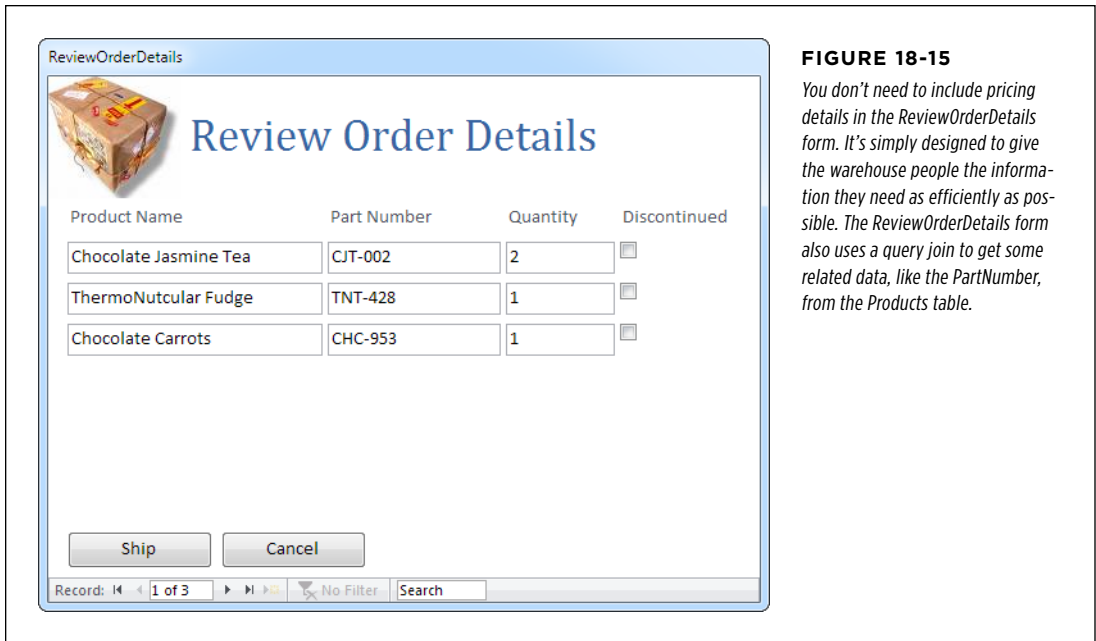 ReviewOrderDetails
Review Order Details
Product Name Part Number Quantity Discontinued
Chocolate Jasmine Tea CJT-002 2
ThermoNutcular Fudge TNT-428 1
Chocolate Carrots CHC-953 1
Ship Cancel
Record: 1 of 3 No Filter Search
FIGURE 18-15
You don’t need to include pricing
details in the ReviewOrderDetails
form. It’s simply designed to give
the warehouse people the informa-
tion they need as efficiently as pos-
sible. The ReviewOrderDetails form
also uses a query join to get some
related data, like the PartNumber,
from the Products table.